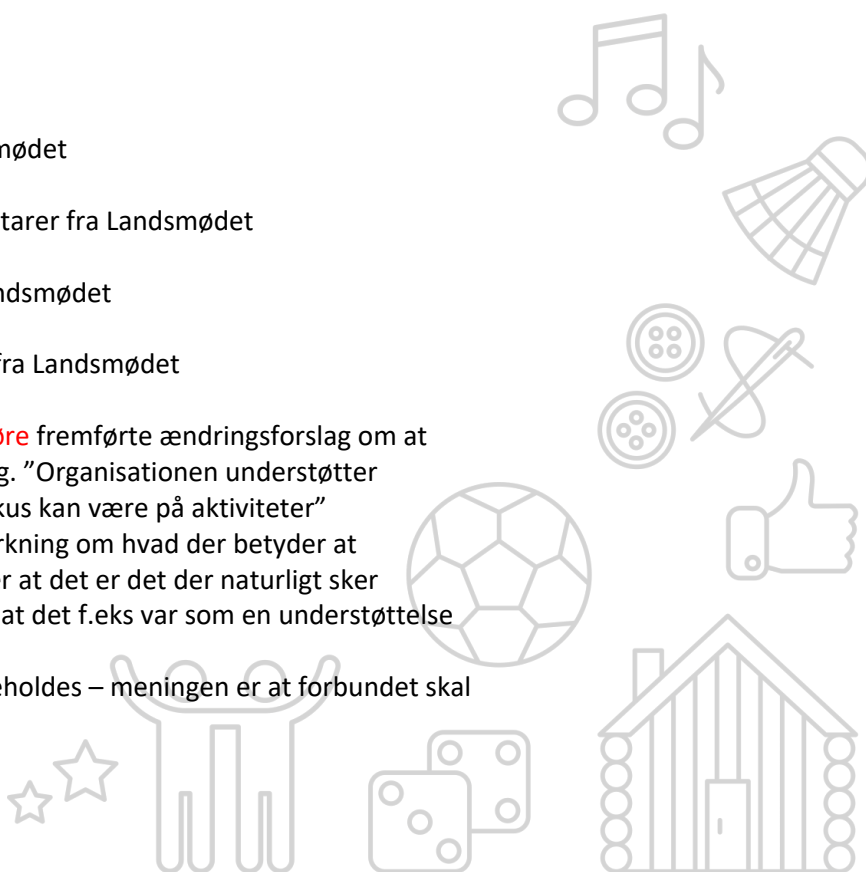 mødet
tarer fra Landsmødet
ndsmødet
fra Landsmødet
øre fremførte ændringsforslag om at
g. ”Organisationen understøtter
kus kan være på aktiviteter”
rkning om hvad der betyder at
er at det er det der naturligt sker
at det f.eks var som en understøttelse
eholdes – meningen er at forbundet skal